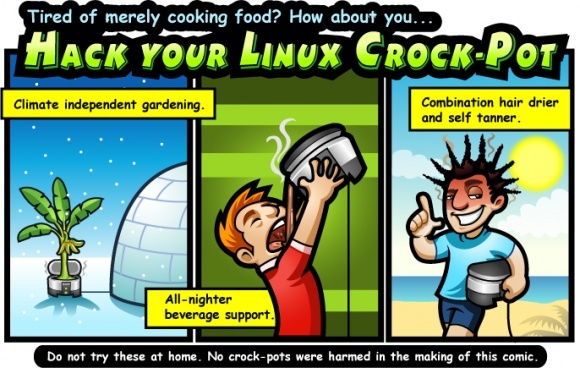 Tired of merely cooking food? How about you...
HACK YOUR LINUX CROCK-POT
Climate independent gardening.
All-nighter
beverage support.
Combination hair drier
and self tanner.
Do not try these at home. No crock-pots were harmed in the making of this comic.